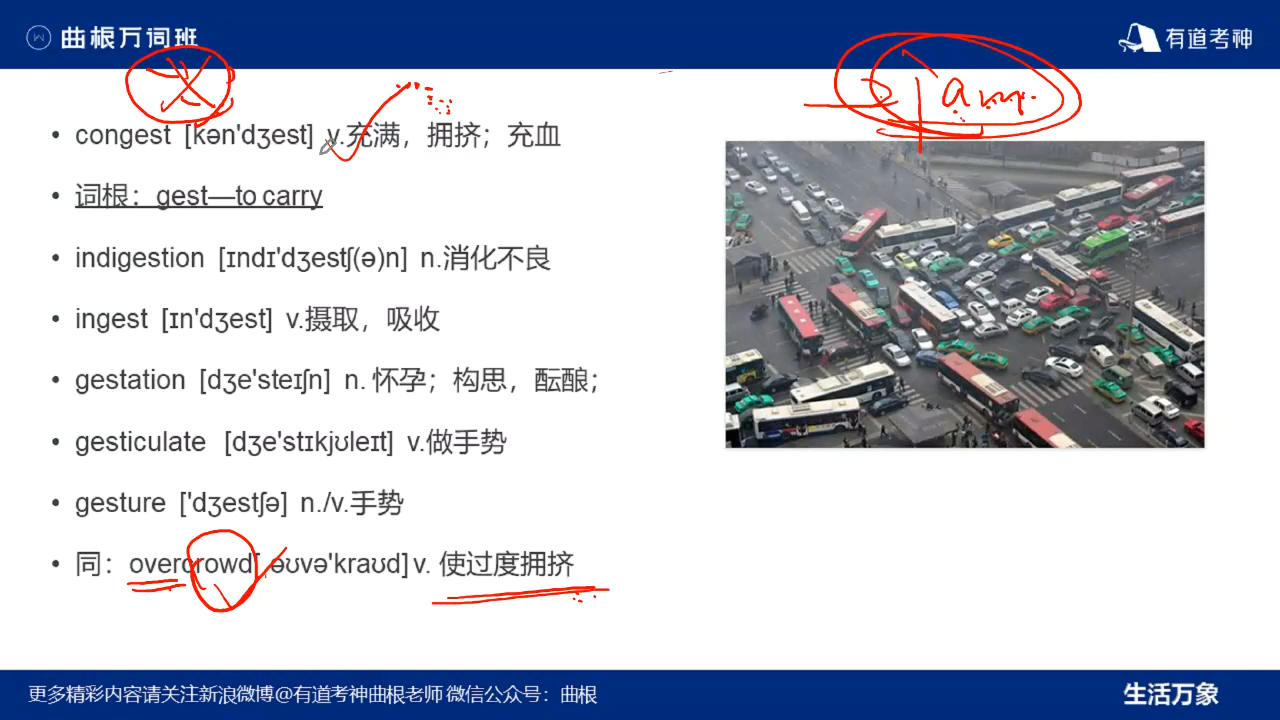 曲根万词班
有道考神
jam
congest [kən'dʒest] v.充满，拥挤；充血
词根：gest—to carry
indigestion [ɪndɪ'dʒestʃ(ə)n] n.消化不良
ingest [ɪn'dʒest] v.摄取，吸收
gestation [dʒe'steɪʃn] n. 怀孕；构思，酝酿；
gesticulate [dʒe'stɪkjʊleɪt] v.做手势
gesture ['dʒestʃə] n./v.手势
同：overcrowd[ˌəʊvə'kraʊd] v. 使过度拥挤
更多精彩内容请关注新浪微博@有道考神曲根老师 微信公众号：曲根
生活万象